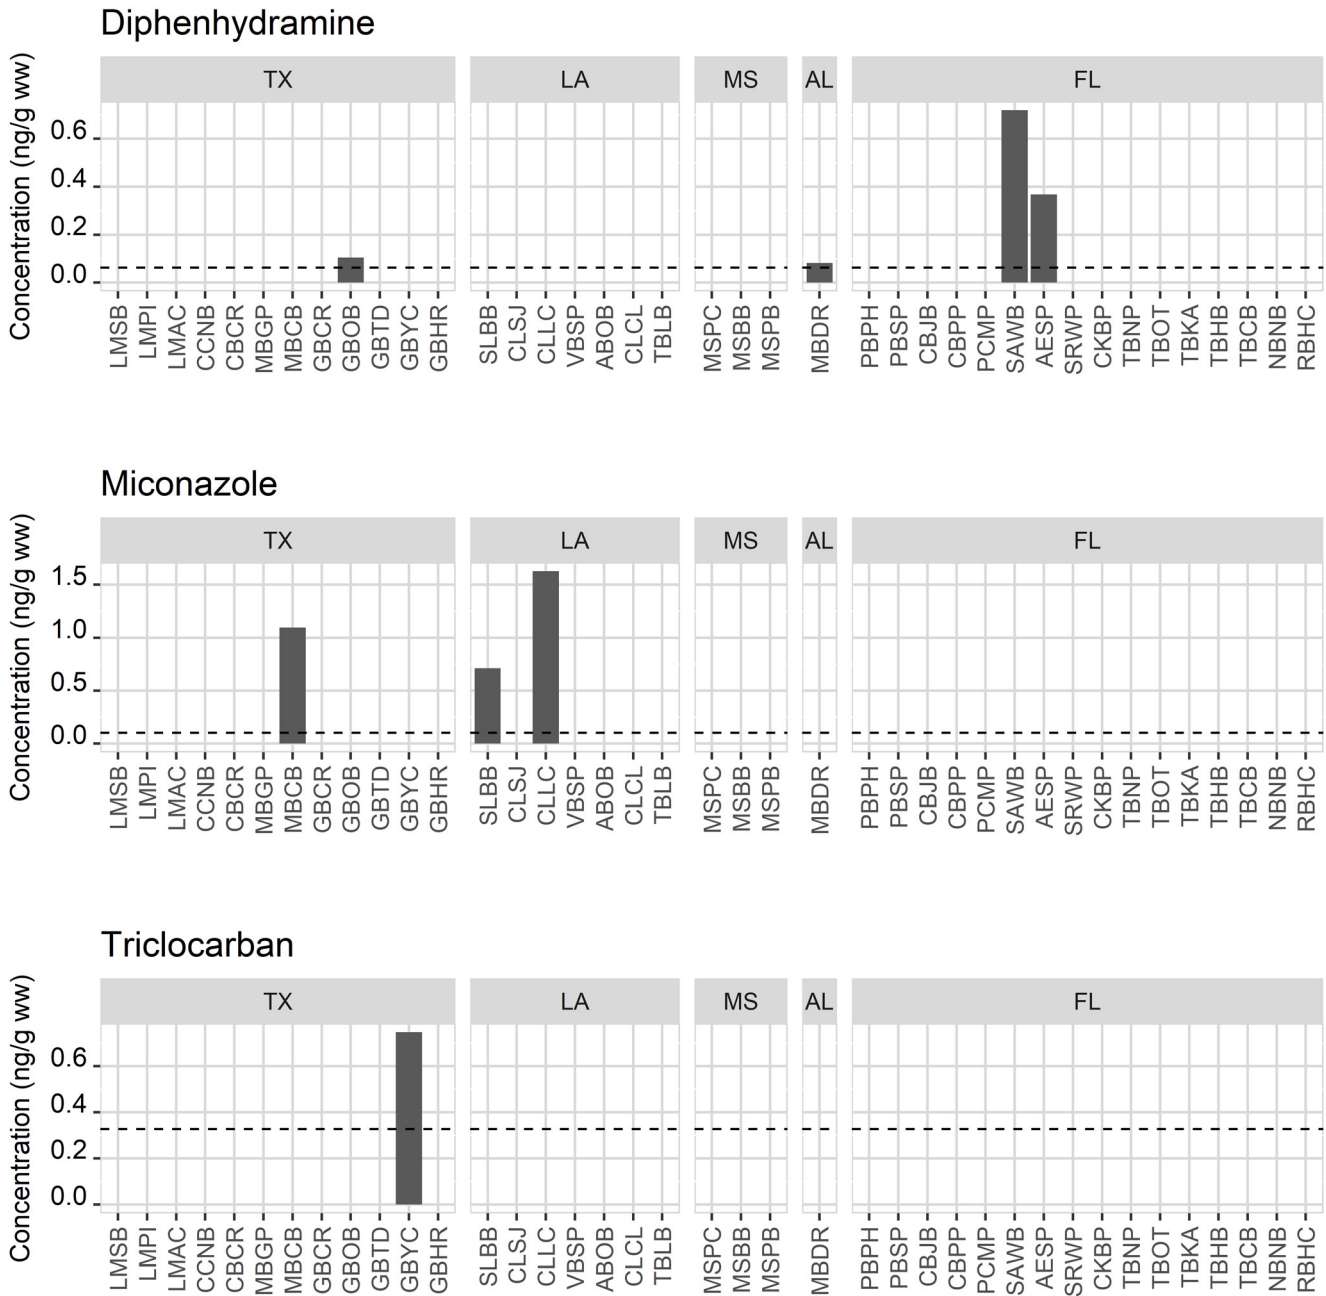 Diphenhydramine
Concentration (ng/g ww)
TX LA MS AL FL
0.6
0.4
0.2
0.0
LMSB LMPI LMAC CCNB CBCR MBGP MBCB GBCR GBOB GBTD GBYC GBHR SLBB CLSJ CLLC VBSP ABOB CLCL TBLB MSPC MSBB MSPB MBDR PBPH PBSP CBJB CBPP PCMP SAWB AESP SRWP CKBP TBNP TBOT TBKA TBHB TBCB NBNB RBHC
Miconazole
Concentration (ng/g ww)
TX LA MS AL FL
1.5
1.0
0.5
0.0
LMSB LMPI LMAC CCNB CBCR MBGP MBCB GBCR GBOB GBTD GBYC GBHR SLBB CLSJ CLLC VBSP ABOB CLCL TBLB MSPC MSBB MSPB MBDR PBPH PBSP CBJB CBPP PCMP SAWB AESP SRWP CKBP TBNP TBOT TBKA TBHB TBCB NBNB RBHC
Triclocarban
Concentration (ng/g ww)
TX LA MS AL FL
0.6
0.4
0.2
0.0
LMSB LMPI LMAC CCNB CBCR MBGP MBCB GBCR GBOB GBTD GBYC GBHR SLBB CLSJ CLLC VBSP ABOB CLCL TBLB MSPC MSBB MSPB MBDR PBPH PBSP CBJB CBPP PCMP SAWB AESP SRWP CKBP TBNP TBOT TBKA TBHB TBCB NBNB RBHC